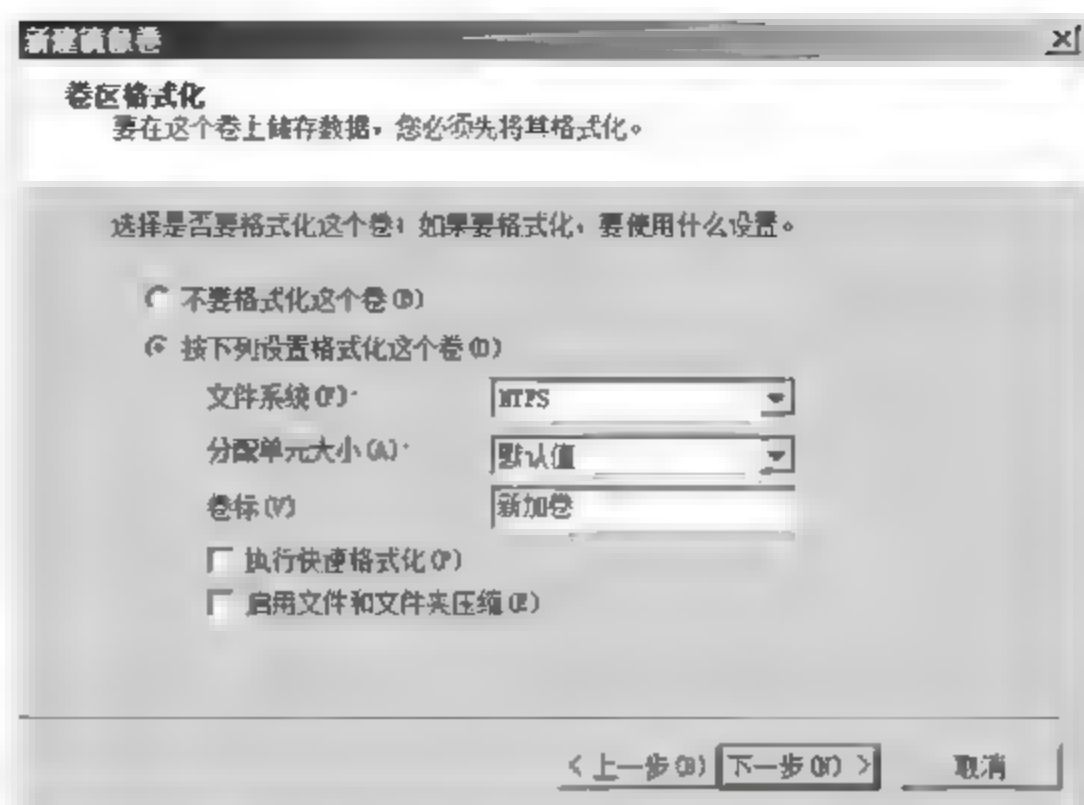 新建镜像卷
卷区格式化
要在这个卷上储存数据，您必须先将其格式化。
选择是否要格式化这个卷；如果要格式化，要使用什么设置。
不要格式化这个卷(D)
按下列设置格式化这个卷(O)
文件系统(F):
NTFS
分配单元大小(A):
默认值
卷标(V)
新加卷
执行快速格式化(P)
启用文件和文件夹压缩(E)
< 上一步(B)
下一步(N) >
取消